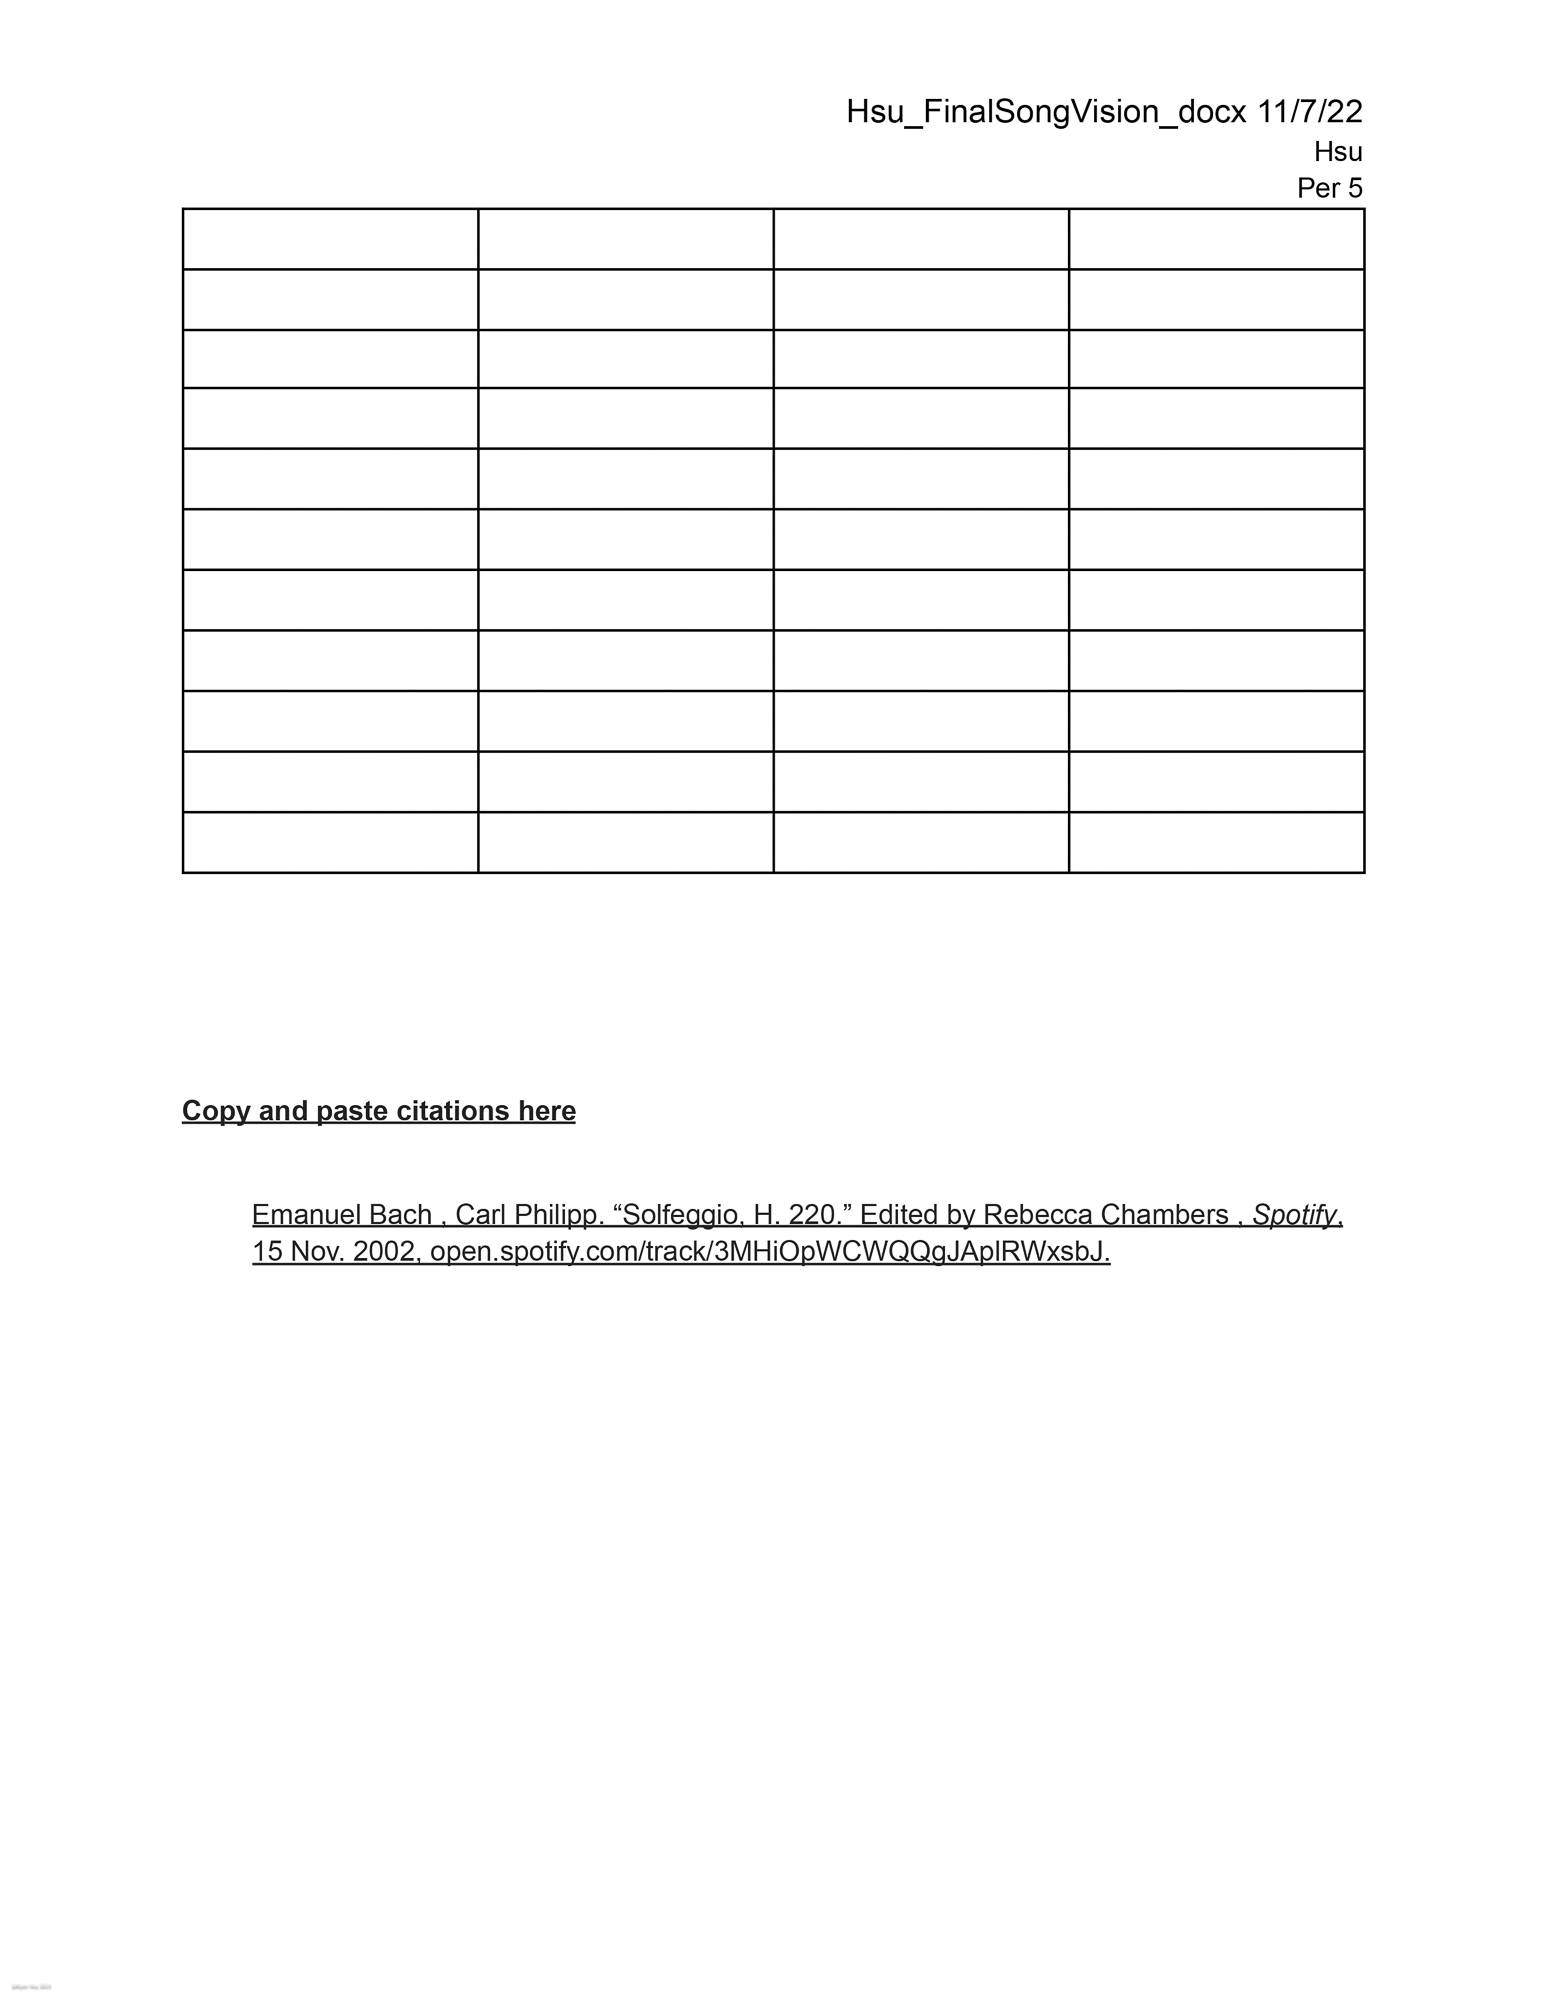 Hsu_FinalSongVision_docx 11/7/22
Hsu
Per 5
Copy and paste citations here
Emanuel Bach , Carl Philipp. “Solfeggio, H. 220.” Edited by Rebecca Chambers , Spotify,
15 Nov. 2002, open.spotify.com/track/3MHiOpWCWQQgJAplRWxsbJ.